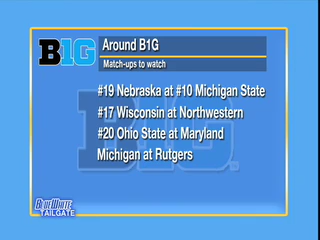 B1G
Around B1G
Match-ups to watch
#19 Nebraska at #10 Michigan State
#17 Wisconsin at Northwestern
#20 Ohio State at Maryland
Michigan at Rutgers
B1G
BLUE WHITE
TAILGATE